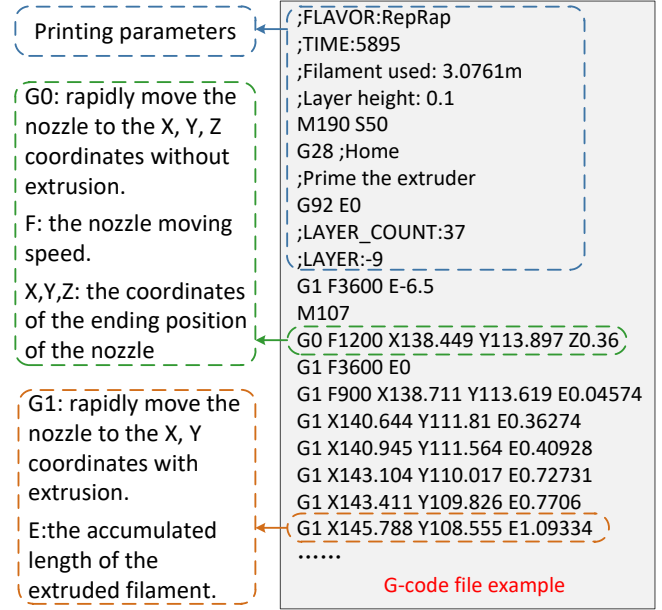 Printing parameters
G0: rapidly move the
nozzle to the X, Y, Z
coordinates without
extrusion.
F: the nozzle moving
speed.
X,Y,Z: the coordinates
of the ending position
of the nozzle
G1: rapidly move the
nozzle to the X, Y
coordinates with
extrusion.
E:the accumulated
length of the
extruded filament.
;FLAVOR:RepRap
;TIME:5895
;Filament used: 3.0761m
;Layer height: 0.1
M190 S50
G28 ;Home
;Prime the extruder
G92 E0
;LAYER_COUNT:37
;LAYER:-9
G1 F3600 E-6.5
M107
G0 F1200 X138.449 Y113.897 Z0.36
G1 F3600 E0
G1 F900 X138.711 Y113.619 E0.04574
G1 X140.644 Y111.81 E0.36274
G1 X140.945 Y111.564 E0.40928
G1 X143.104 Y110.017 E0.72731
G1 X143.411 Y109.826 E0.7706
G1 X145.788 Y108.555 E1.09334
......
G-code file example